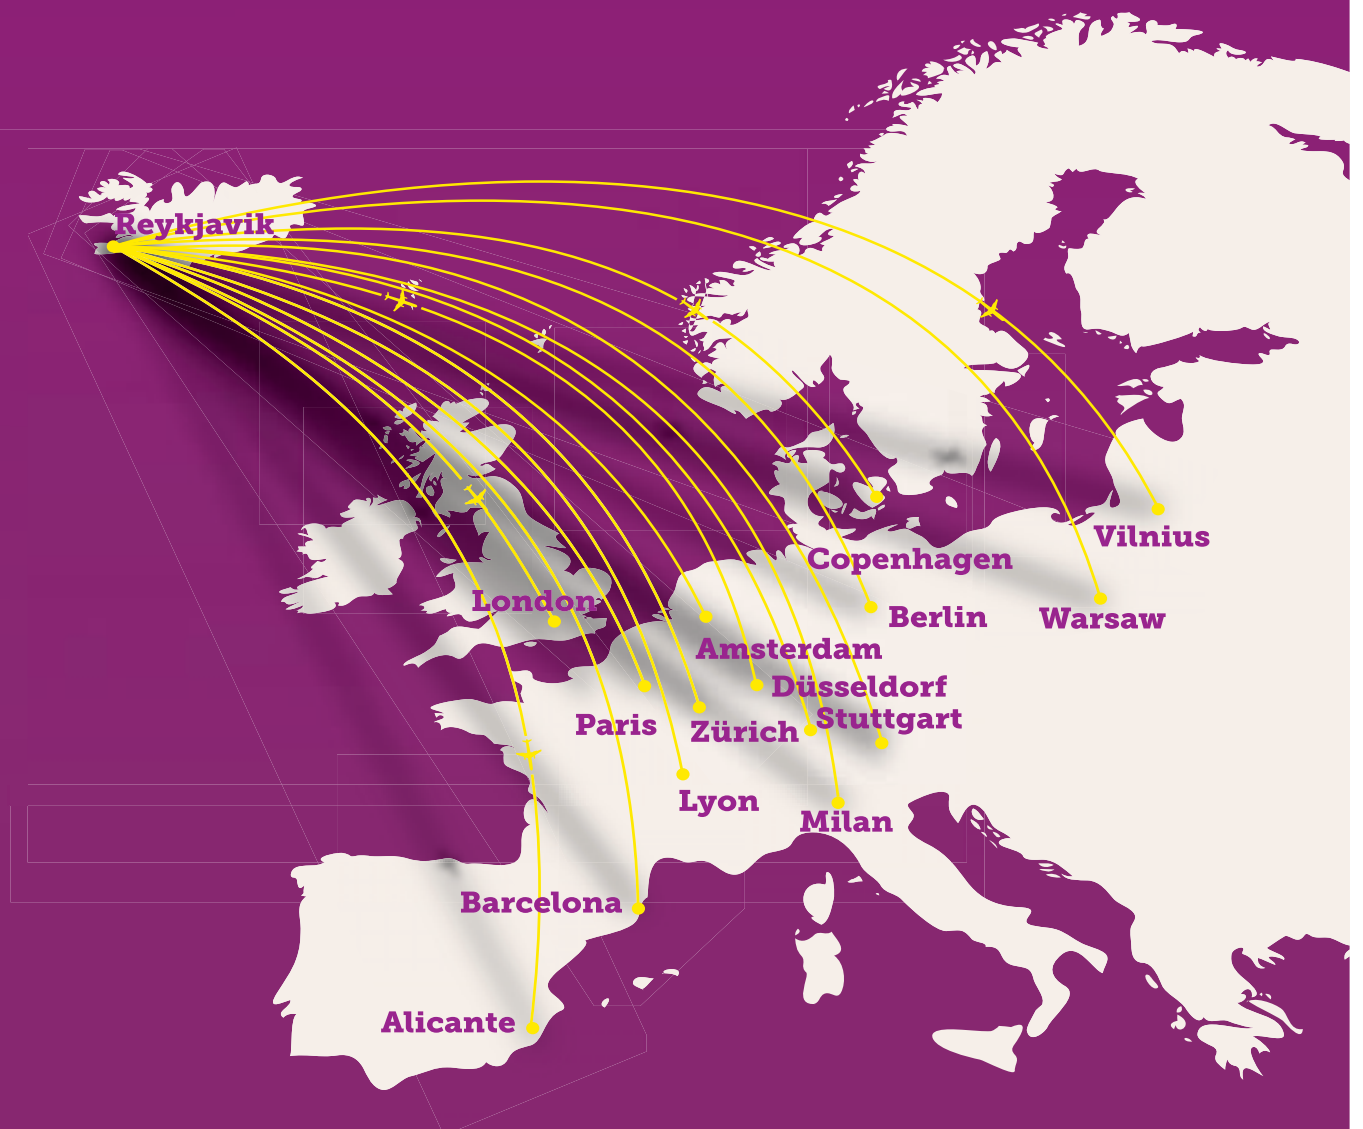 Reykjavik
Vilnius
Copenhagen
London
Berlin
Warsaw
Amsterdam
Düsseldorf
Stuttgart
Paris
Zürich
Lyon
Milan
Barcelona
Alicante